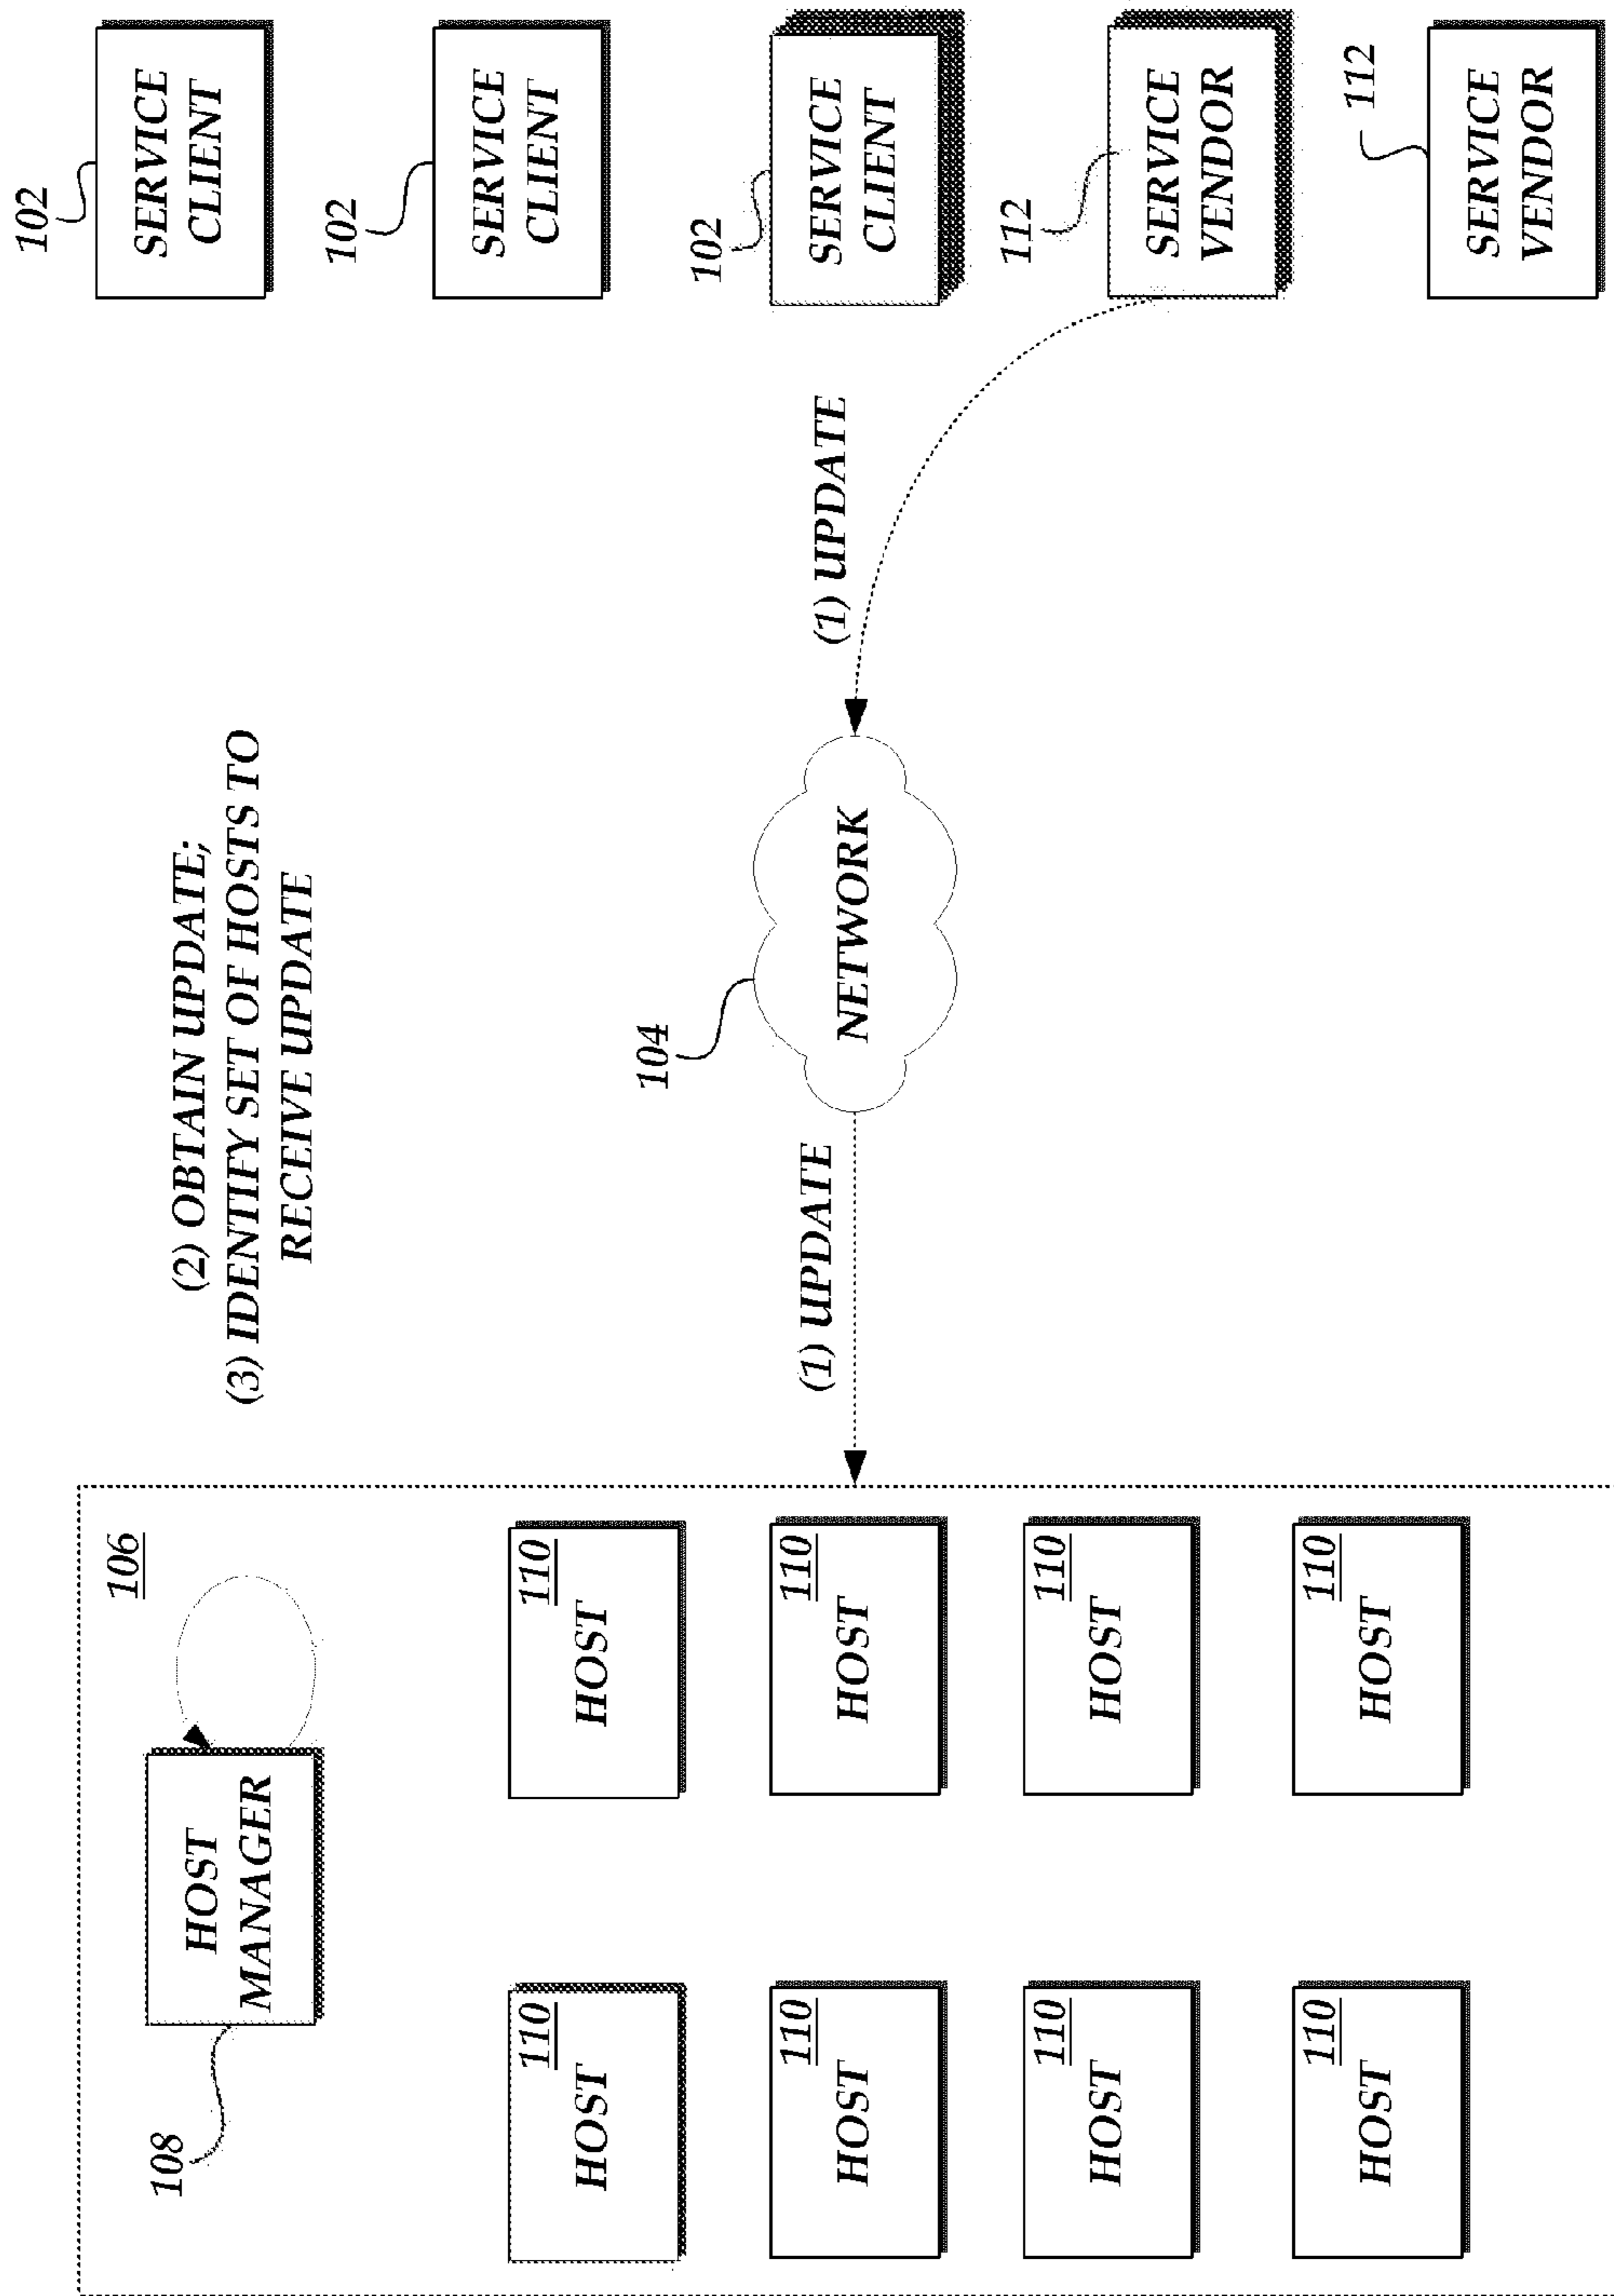 106
108
HOST
MANAGER
110
HOST
110
HOST
110
HOST
110
HOST
110
HOST
110
HOST
110
HOST
110
HOST
(2) OBTAIN UPDATE;
(3) IDENTIFY SET OF HOSTS TO
RECEIVE UPDATE
(1) UPDATE
104
NETWORK
(1) UPDATE
102
SERVICE
CLIENT
102
SERVICE
CLIENT
102
SERVICE
CLIENT
112
SERVICE
VENDOR
112
SERVICE
VENDOR